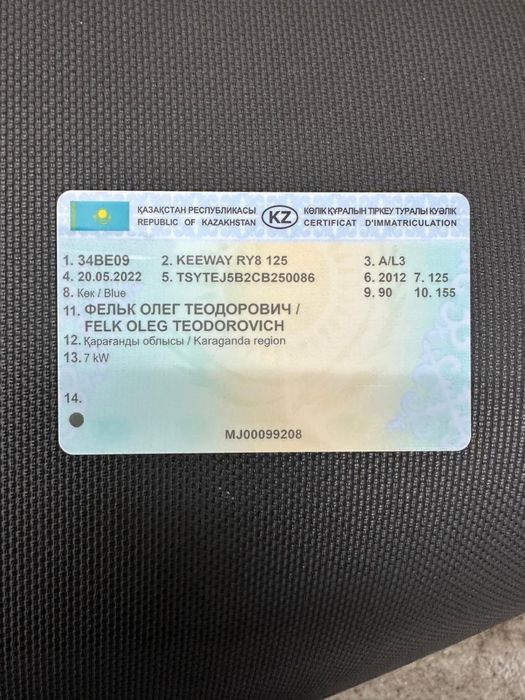 ҚАЗАҚСТАН РЕСПУБЛИКАСЫ
REPUBLIC OF KAZAKHSTAN
KZ
КӨЛІК ҚҰРАЛЫН ТІРКЕУ ТУРАЛЫ КУӘЛІК
CERTIFICAT D'IMMATRICULATION
1. 34BE09 2. KEEWAY RY8 125 3. A/L3
4. 20.05.2022 5. TSYTEJ5B2CB250086 6. 2012 7. 125
8. Көк / Blue 9. 90 10. 155
11. ФЕЛЬК ОЛЕГ ТЕОДОРОВИЧ /
FELK OLEG TEODOROVICH
12. Қарағанды облысы / Karaganda region
13. 7 kW
14.
MJ00099208